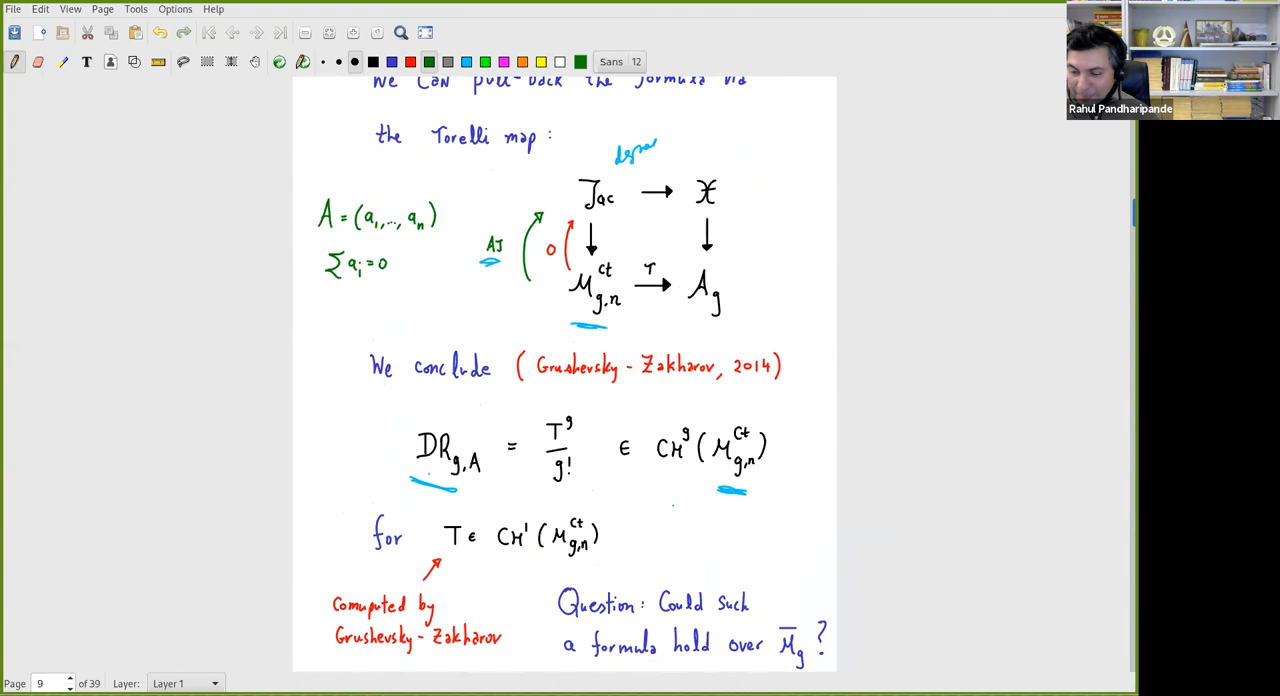 File Edit View Page Tools Options Help
Sans 12
Rahul Pandharipande
We can pull-back the formula via
the Torelli map:
Jac → X
A = (a₁,..., aₙ)
∑ aᵢ = 0
AJ 0
M^ct_g,n T → A_g
We conclude (Grushevsky - Zakharov, 2014)
DR_g,A = T^g / g! ∈ CH^g (M^ct_g,n)
for T ∈ CH^1 (M^ct_g,n)
Comuputed by
Grushevsky - Zakharov
Question: Could such
a formula hold over M̅_g ?
Page 9 of 39 Layer: Layer 1